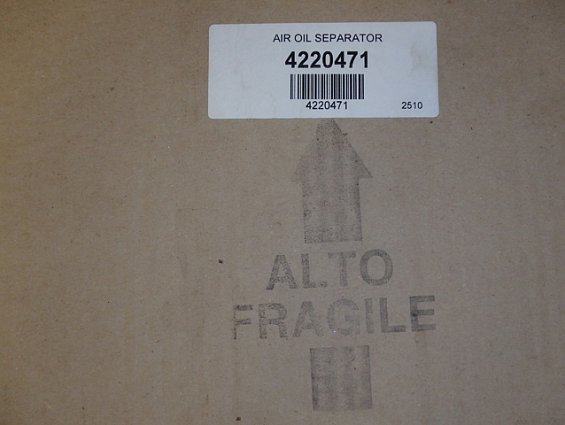 AIR OIL SEPARATOR
4220471
4220471 2510
ALTO
FRAGILE